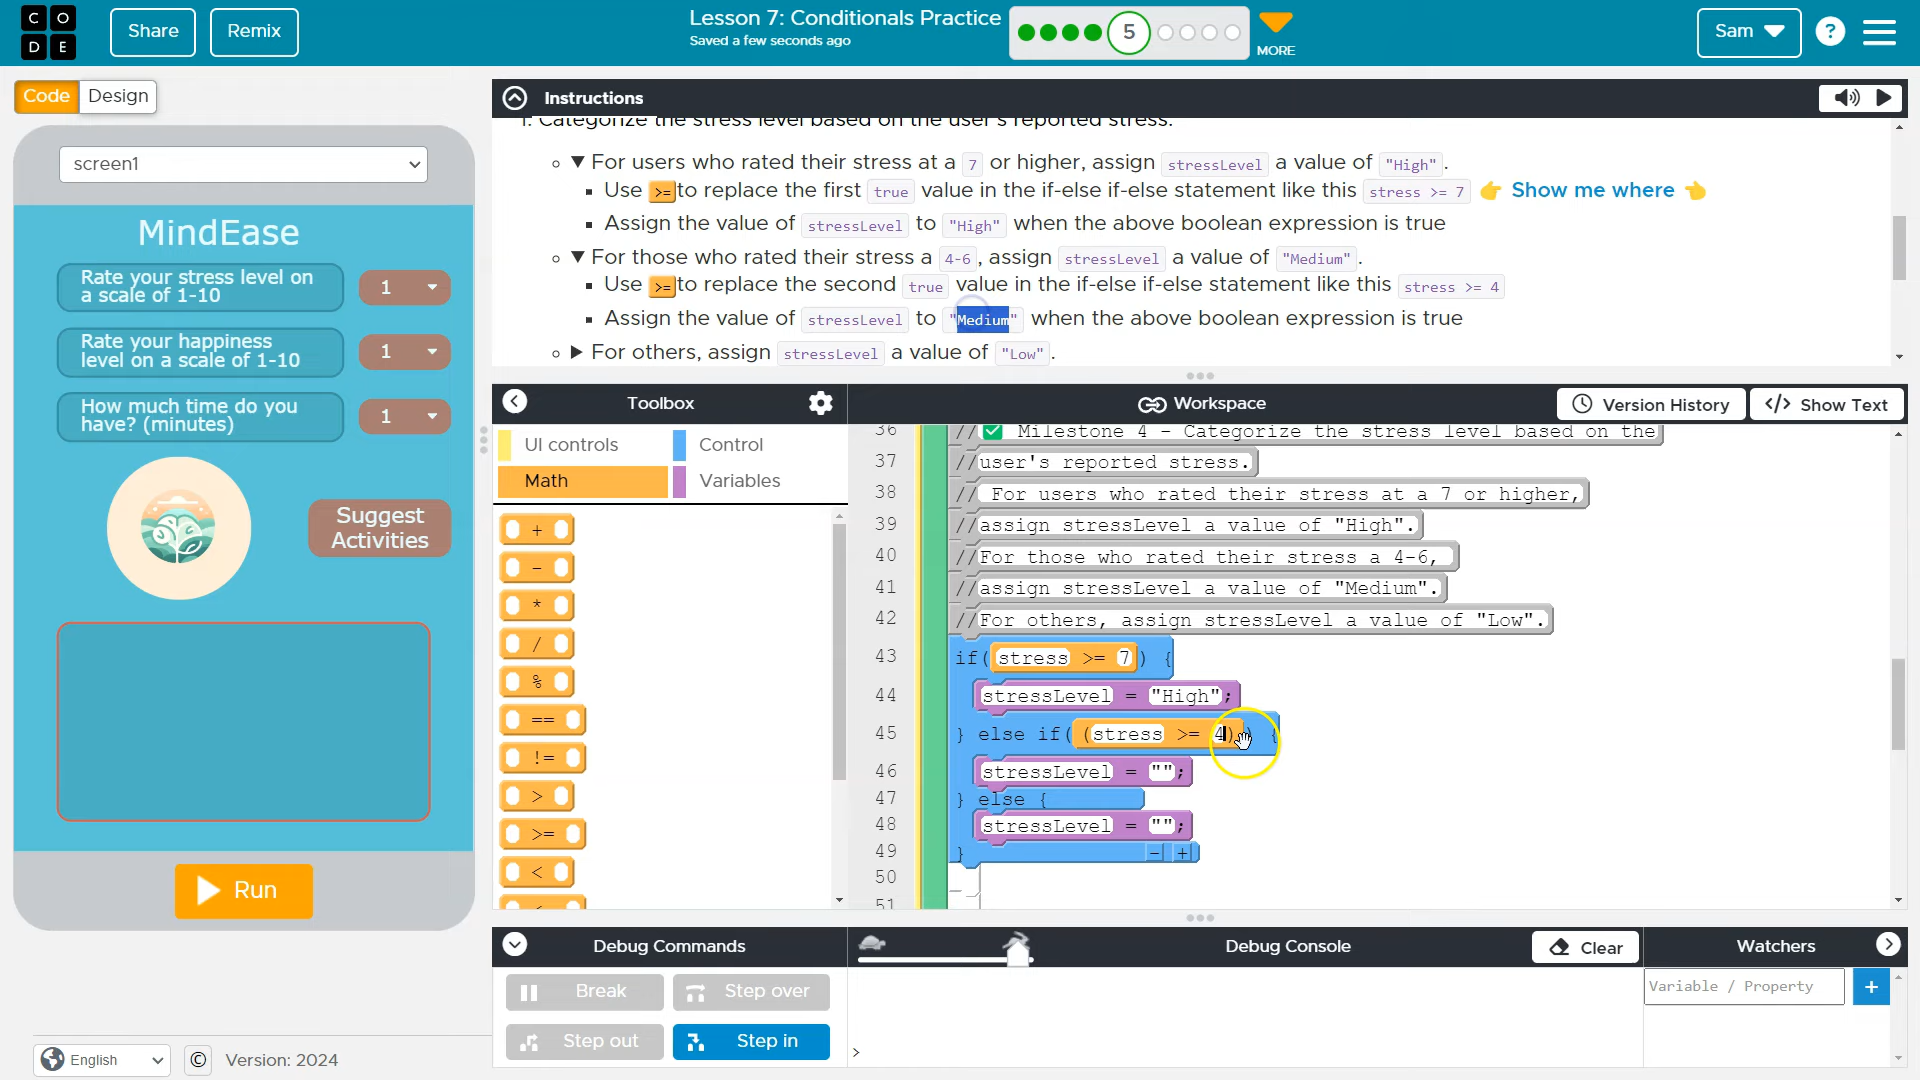 C O D E
Share
Remix
Lesson 7: Conditionals Practice
Saved a few seconds ago
5
MORE
Sam
?
Code
Design
Instructions
1. Categorize the stress level based on the user's reported stress.
For users who rated their stress at a 7 or higher, assign stressLevel a value of "High".
Use >= to replace the first true value in the if-else if-else statement like this stress >= 7 👉 Show me where 👈
Assign the value of stressLevel to "High" when the above boolean expression is true
For those who rated their stress a 4-6, assign stressLevel a value of "Medium".
Use >= to replace the second true value in the if-else if-else statement like this stress >= 4
Assign the value of stressLevel to "Medium" when the above boolean expression is true
For others, assign stressLevel a value of "Low".
screen1
MindEase
Rate your stress level on
a scale of 1-10
1
Rate your happiness
level on a scale of 1-10
1
How much time do you
have? (minutes)
1
Suggest
Activities
Run
Toolbox
UI controls
Control
Math
Variables
+
-
*
/
%
==
!=
>
>=
<
Workspace
Version History
Show Text
36 // ✅ Milestone 4 - Categorize the stress level based on the
37 //user's reported stress.
38 // For users who rated their stress at a 7 or higher,
39 //assign stressLevel a value of "High".
40 //For those who rated their stress a 4-6,
41 //assign stressLevel a value of "Medium".
42 //For others, assign stressLevel a value of "Low".
43 if( stress >= 7 ) {
44 stressLevel = "High";
45 } else if( (stress >= 4) ) {
46 stressLevel = "";
47 } else {
48 stressLevel = "";
49 } - +
50
51
Debug Commands
Break
Step over
Step out
Step in
Debug Console
Clear
>
Watchers
Variable / Property
+
English
©
Version: 2024